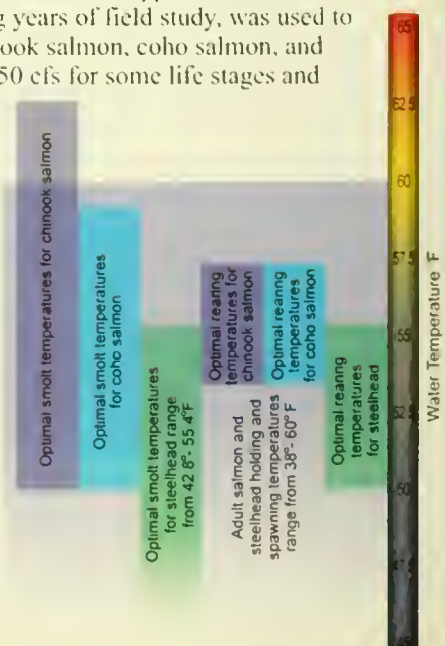 g years of field study, was used to
ook salmon, coho salmon, and
50 cfs for some life stages and
Optimal smolt temperatures for chinook salmon
Optimal smolt temperatures
for coho salmon
Optimal smolt temperatures
for steelhead range
from 42 8°- 55 4°F
Optimal rearing
temperatures for
chinook salmon
Optimal rearing
temperatures
for coho salmon
Adult salmon and
steelhead holding and
spawning temperatures
range from 38°- 60° F
Optimal rearing
temperatures
for steelhead
65
62.5
60
57.5
55
50
Water Temperature °F